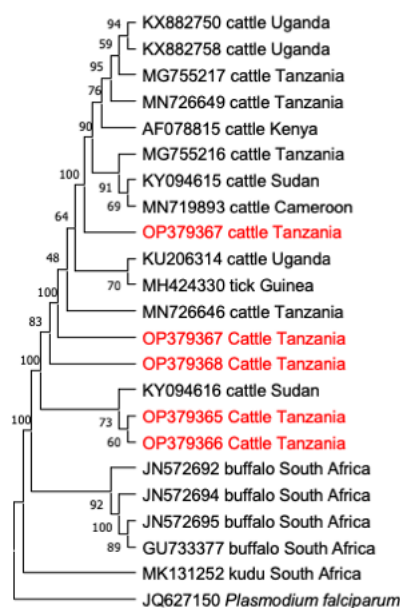 94
KX882750 cattle Uganda
59
KX882758 cattle Uganda
95
MG755217 cattle Tanzania
76
MN726649 cattle Tanzania
90
AF078815 cattle Kenya
MG755216 cattle Tanzania
100
91
KY094615 cattle Sudan
69
MN719893 cattle Cameroon
64
OP379367 cattle Tanzania
48
KU206314 cattle Uganda
70
MH424330 tick Guinea
100
MN726646 cattle Tanzania
83
OP379367 Cattle Tanzania
100
OP379368 Cattle Tanzania
KY094616 cattle Sudan
100
73
OP379365 Cattle Tanzania
60
OP379366 Cattle Tanzania
JN572692 buffalo South Africa
92
JN572694 buffalo South Africa
100
JN572695 buffalo South Africa
89
GU733377 buffalo South Africa
MK131252 kudu South Africa
JQ627150 Plasmodium falciparum